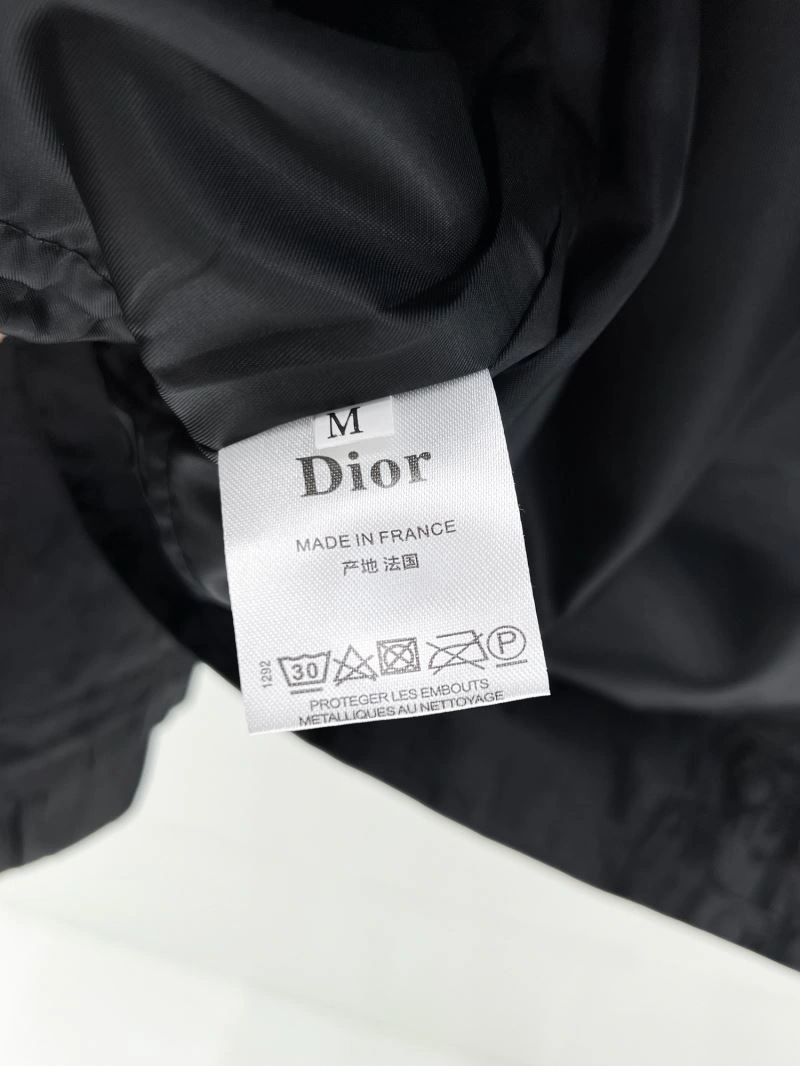 M
Dior
MADE IN FRANCE
产地 法国
1292
30
P
PROTEGER LES EMBOUTS
METALLIQUES AU NETTOYAGE